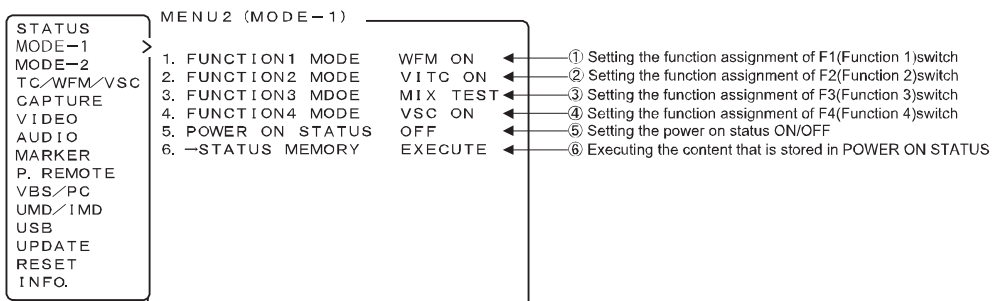 MENU2 (MODE-1)
STATUS
MODE-1 >
MODE-2
TC/WFM/VSC
CAPTURE
VIDEO
AUDIO
MARKER
P. REMOTE
VBS/PC
UMD/IMD
USB
UPDATE
RESET
INFO.
1. FUNCTION1 MODE WFM ON ① Setting the function assignment of F1(Function 1)switch
2. FUNCTION2 MODE VITC ON ② Setting the function assignment of F2(Function 2)switch
3. FUNCTION3 MDOE MIX TEST ③ Setting the function assignment of F3(Function 3)switch
4. FUNCTION4 MODE VSC ON ④ Setting the function assignment of F4(Function 4)switch
5. POWER ON STATUS OFF ⑤ Setting the power on status ON/OFF
6. →STATUS MEMORY EXECUTE ⑥ Executing the content that is stored in POWER ON STATUS